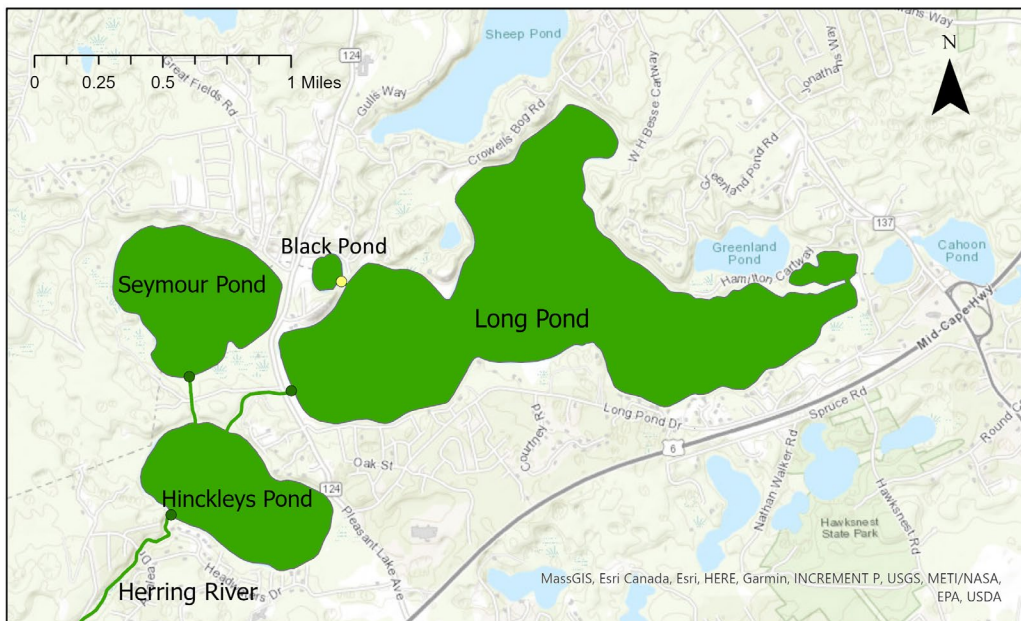 ans Way
Sheep Pond
N
124
0 0.25 0.5 1 Miles
Great Fields Rd
Gulls Way
Crowells Bog Rd
W H Besse Cartway
Jonathans Way
Greenland Pond Rd
137
Black Pond
Greenland
Pond
Cahoon
Pond
Hamilton Cartway
Seymour Pond
Long Pond
Mid-Cape Hwy
Spruce Rd
Long Pond Dr
Courtney Rd
6
Round C
Oak St
Nathan Walker Rd
Hawksnest Rd
124
Hinckleys Pond
Pleasant Lake Ave
Hawksnest
State Park
Headwaters Dr
Herring River
MassGIS, Esri Canada, Esri, HERE, Garmin, INCREMENT P, USGS, METI/NASA,
EPA, USDA